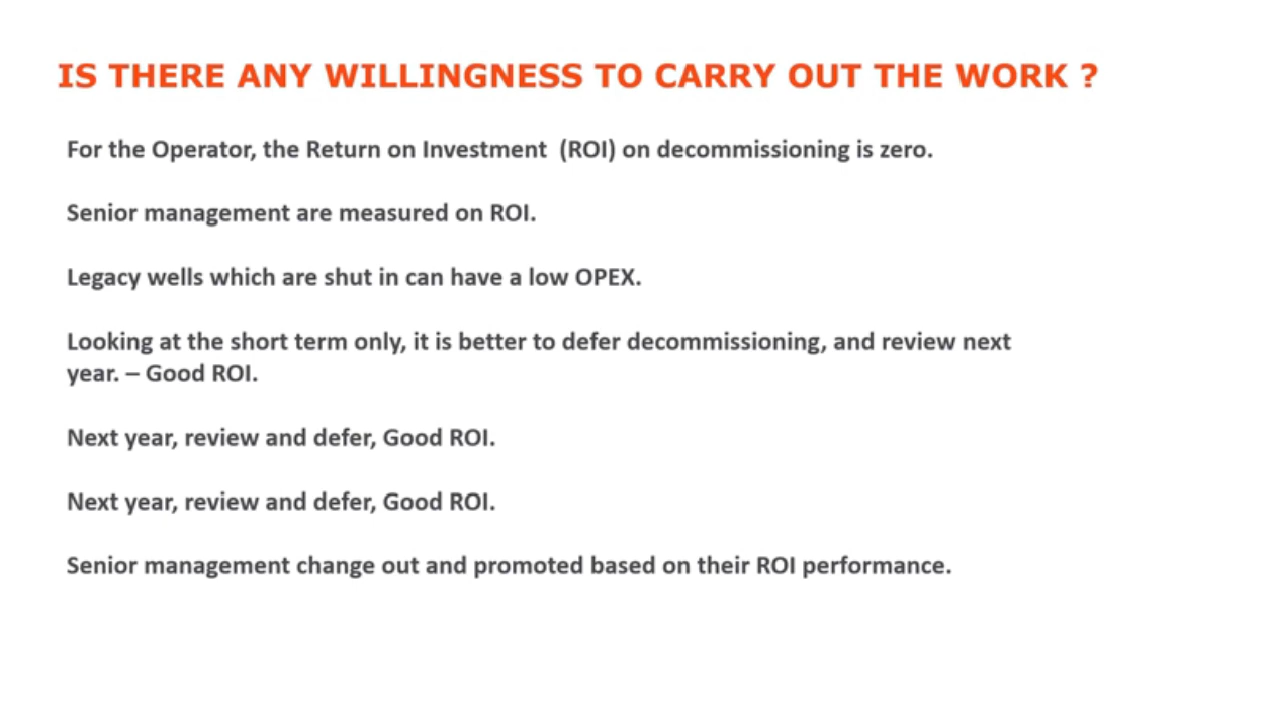 IS THERE ANY WILLINGNESS TO CARRY OUT THE WORK ?
For the Operator, the Return on Investment  (ROI) on decommissioning is zero.
Senior management are measured on ROI.
Legacy wells which are shut in can have a low OPEX.
Looking at the short term only, it is better to defer decommissioning, and review next
year. – Good ROI.
Next year, review and defer, Good ROI.
Next year, review and defer, Good ROI.
Senior management change out and promoted based on their ROI performance.